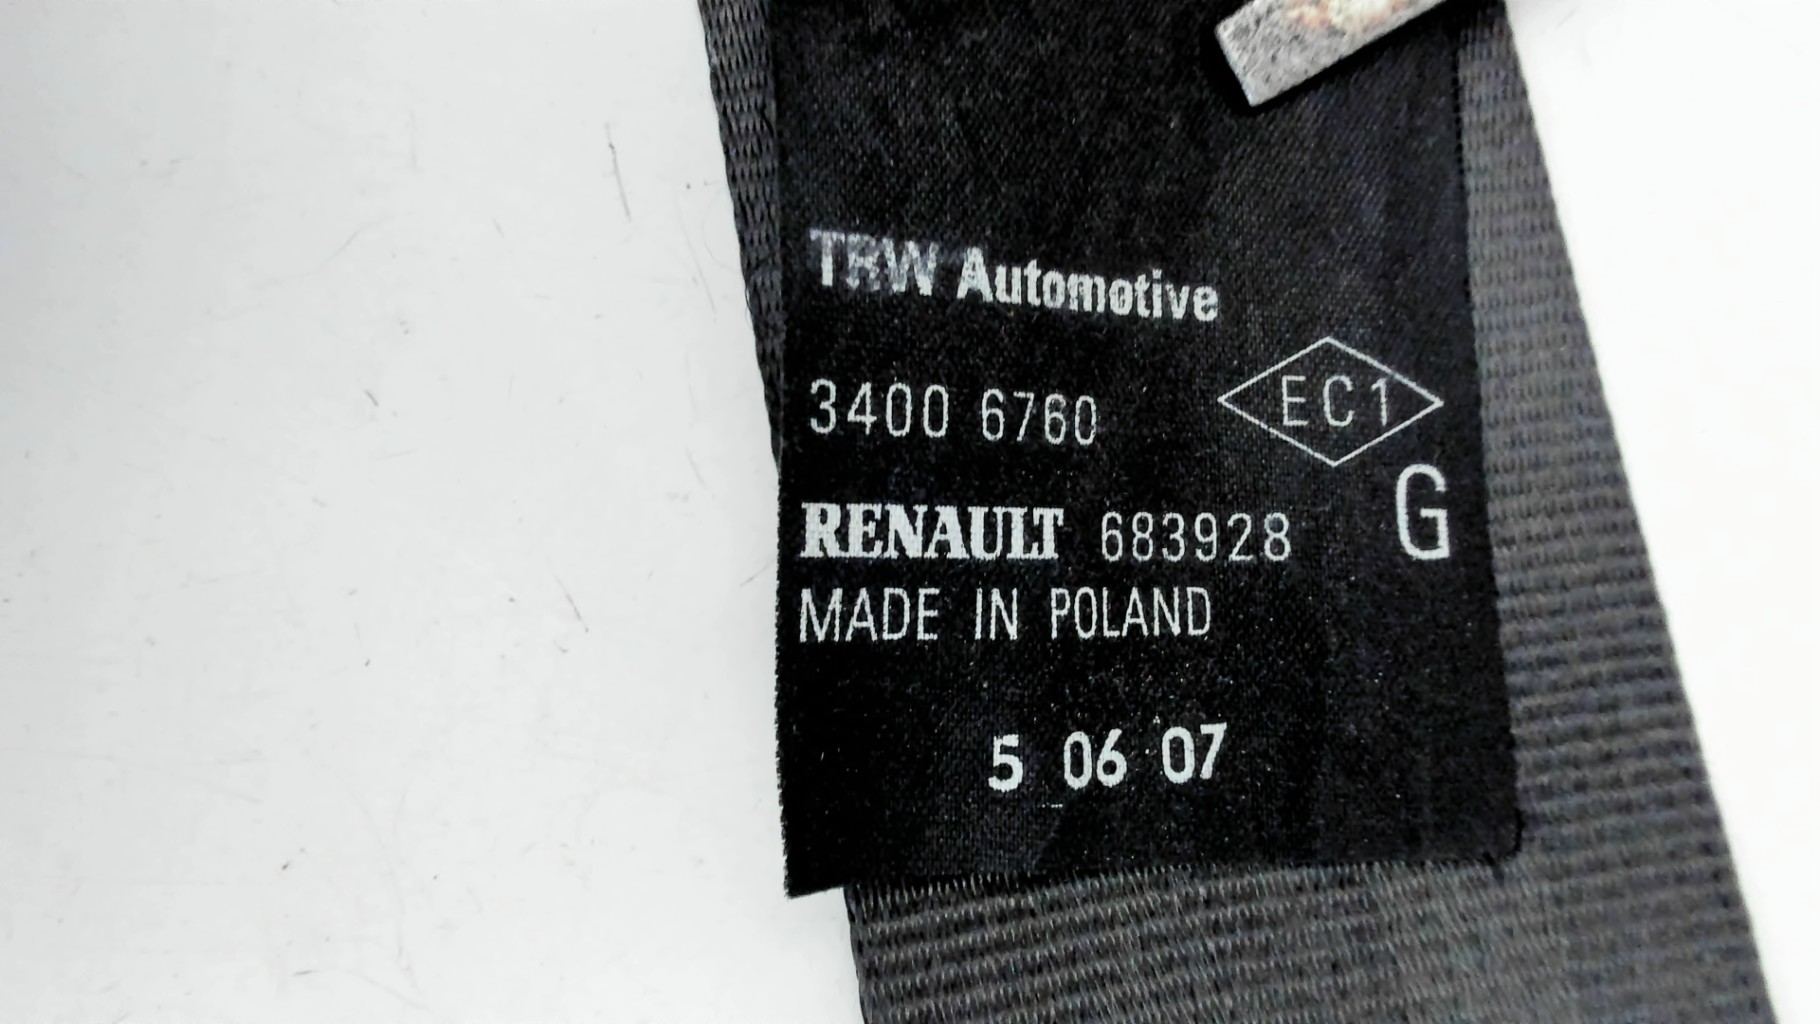 TRW Automotive
3400 6760 EC1
G
RENAULT 683928
MADE IN POLAND
5 06 07